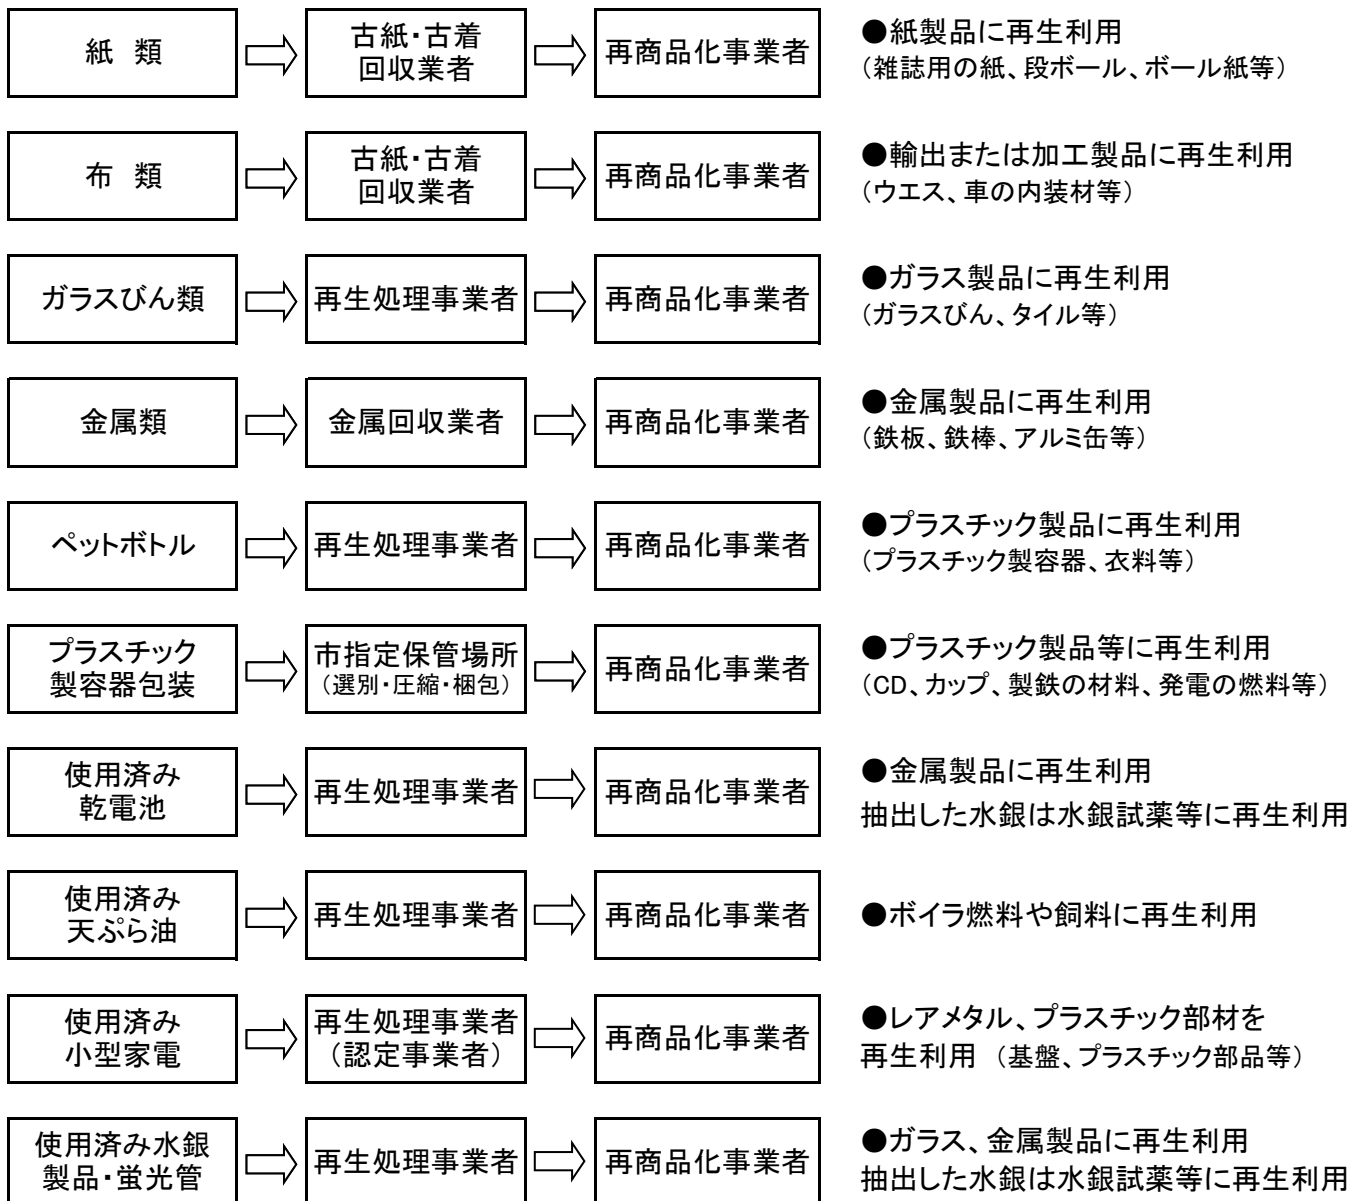 紙 類
古紙・古着
回収業者
再商品化事業者
●紙製品に再生利用
（雑誌用の紙、段ボール、ボール紙等）
布 類
古紙・古着
回収業者
再商品化事業者
●輸出または加工製品に再生利用
（ウエス、車の内装材等）
ガラスびん類
再生処理事業者
再商品化事業者
●ガラス製品に再生利用
（ガラスびん、タイル等）
金属類
金属回収業者
再商品化事業者
●金属製品に再生利用
（鉄板、鉄棒、アルミ缶等）
ペットボトル
再生処理事業者
再商品化事業者
●プラスチック製品に再生利用
（プラスチック製容器、衣料等）
プラスチック
製容器包装
市指定保管場所
（選別・圧縮・梱包）
再商品化事業者
●プラスチック製品等に再生利用
（CD、カップ、製鉄の材料、発電の燃料等）
使用済み
乾電池
再生処理事業者
再商品化事業者
●金属製品に再生利用
抽出した水銀は水銀試薬等に再生利用
使用済み
天ぷら油
再生処理事業者
再商品化事業者
●ボイラ燃料や飼料に再生利用
使用済み
小型家電
再生処理事業者
（認定事業者）
再商品化事業者
●レアメタル、プラスチック部材を
再生利用 （基盤、プラスチック部品等）
使用済み水銀
製品・蛍光管
再生処理事業者
再商品化事業者
●ガラス、金属製品に再生利用
抽出した水銀は水銀試薬等に再生利用